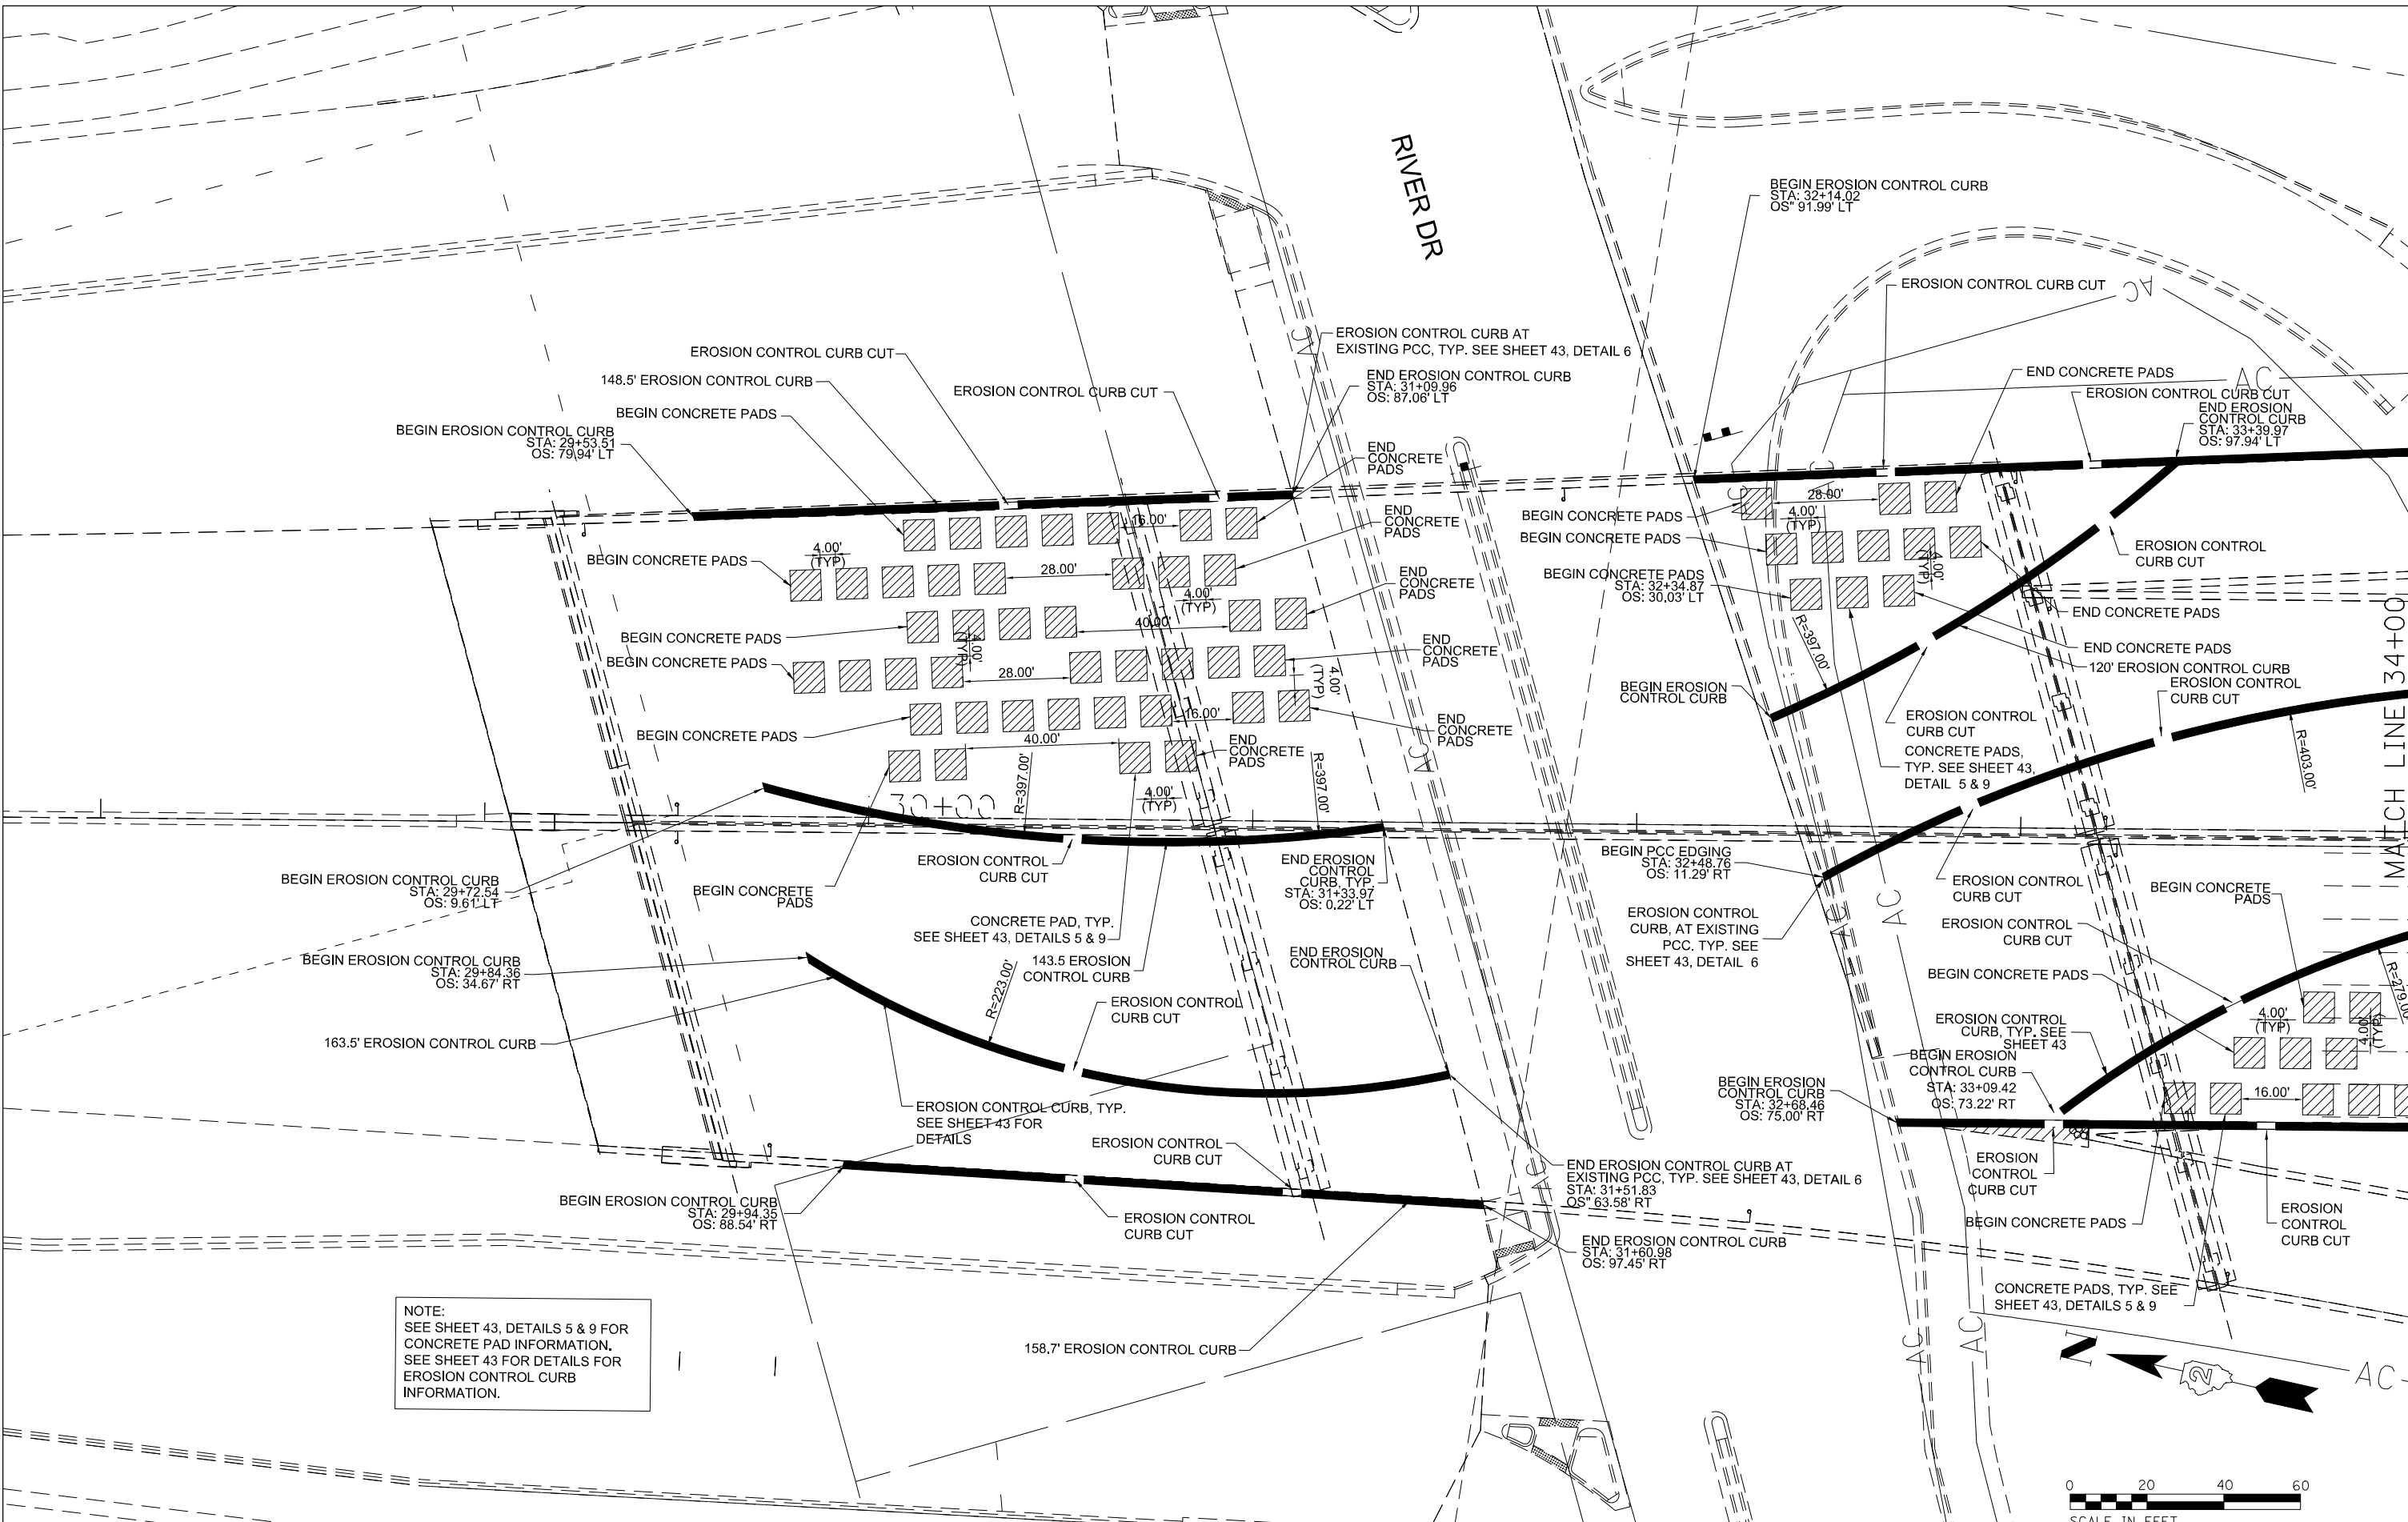 RIVER DR
BEGIN EROSION CONTROL CURB
STA: 32+14.02
OS" 91.99' LT
EROSION CONTROL CURB CUT
AC
EROSION CONTROL CURB AT
EXISTING PCC, TYP. SEE SHEET 43, DETAIL 6
EROSION CONTROL CURB CUT
148.5' EROSION CONTROL CURB
EROSION CONTROL CURB CUT
END EROSION CONTROL CURB
STA: 31+09.96
OS: 87.06' LT
BEGIN CONCRETE PADS
BEGIN EROSION CONTROL CURB
STA: 29+53.51
OS: 79.94' LT
END CONCRETE PADS
AC
EROSION CONTROL CURB CUT
END EROSION
CONTROL CURB
STA: 33+39.97
OS: 97.94' LT
END
CONCRETE
PADS
END
CONCRETE
PADS
END
CONCRETE
PADS
END
CONCRETE
PADS
END
CONCRETE
PADS
END
CONCRETE
PADS
16.00'
4.00'
(TYP)
BEGIN CONCRETE PADS
28.00'
4.00'
(TYP)
BEGIN CONCRETE PADS
40.00'
4.00'
(TYP)
BEGIN CONCRETE PADS
28.00'
4.00'
(TYP)
BEGIN CONCRETE PADS
16.00'
40.00'
R=397.00'
R=397.00'
4.00'
(TYP)
30+00
AC
AC
BEGIN CONCRETE PADS
28.00'
4.00'
(TYP)
BEGIN CONCRETE PADS
4.00'
(TYP)
BEGIN CONCRETE PADS
STA: 32+34.87
OS: 30.03' LT
EROSION CONTROL
CURB CUT
END CONCRETE PADS
END CONCRETE PADS
120' EROSION CONTROL CURB
EROSION CONTROL
CURB CUT
R=397.00'
BEGIN EROSION
CONTROL CURB
EROSION CONTROL
CURB CUT
CONCRETE PADS,
TYP. SEE SHEET 43,
DETAIL 5 & 9
R=403.00'
MATCH LINE 34+00
BEGIN EROSION CONTROL CURB
STA: 29+72.54
OS: 9.61' LT
BEGIN CONCRETE
PADS
EROSION CONTROL
CURB CUT
CONCRETE PAD, TYP.
SEE SHEET 43, DETAILS 5 & 9
143.5 EROSION
CONTROL CURB
END EROSION
CONTROL
CURB, TYP.
STA: 31+33.97
OS: 0.22' LT
END EROSION
CONTROL CURB
BEGIN PCC EDGING
STA: 32+48.76
OS: 11.29' RT
EROSION CONTROL
CURB, AT EXISTING
PCC. TYP. SEE
SHEET 43, DETAIL 6
EROSION CONTROL
CURB CUT
AC
AC
BEGIN CONCRETE
PADS
EROSION CONTROL
CURB CUT
BEGIN CONCRETE PADS
R=279.00'
4.00'
(TYP)
4.00'
(TYP)
BEGIN EROSION CONTROL CURB
STA: 29+84.36
OS: 34.67' RT
163.5' EROSION CONTROL CURB
R=223.00'
EROSION CONTROL
CURB CUT
EROSION CONTROL CURB, TYP.
SEE SHEET 43 FOR
DETAILS
EROSION CONTROL
CURB CUT
EROSION CONTROL
CURB, TYP. SEE
SHEET 43
BEGIN EROSION
CONTROL CURB
STA: 33+09.42
OS: 73.22' RT
BEGIN EROSION
CONTROL CURB
STA: 32+68.46
OS: 75.00' RT
16.00'
BEGIN EROSION CONTROL CURB
STA: 29+94.35
OS: 88.54' RT
EROSION CONTROL
CURB CUT
END EROSION CONTROL CURB AT
EXISTING PCC, TYP. SEE SHEET 43, DETAIL 6
STA: 31+51.83
OS" 63.58' RT
END EROSION CONTROL CURB
STA: 31+60.98
OS: 97.45' RT
EROSION
CONTROL
CURB CUT
BEGIN CONCRETE PADS
EROSION
CONTROL
CURB CUT
CONCRETE PADS, TYP. SEE
SHEET 43, DETAILS 5 & 9
158.7' EROSION CONTROL CURB
NOTE:
SEE SHEET 43, DETAILS 5 & 9 FOR
CONCRETE PAD INFORMATION.
SEE SHEET 43 FOR DETAILS FOR
EROSION CONTROL CURB
INFORMATION.
AC
AC
AC
N
2
0 20 40 60
SCALE IN FEET